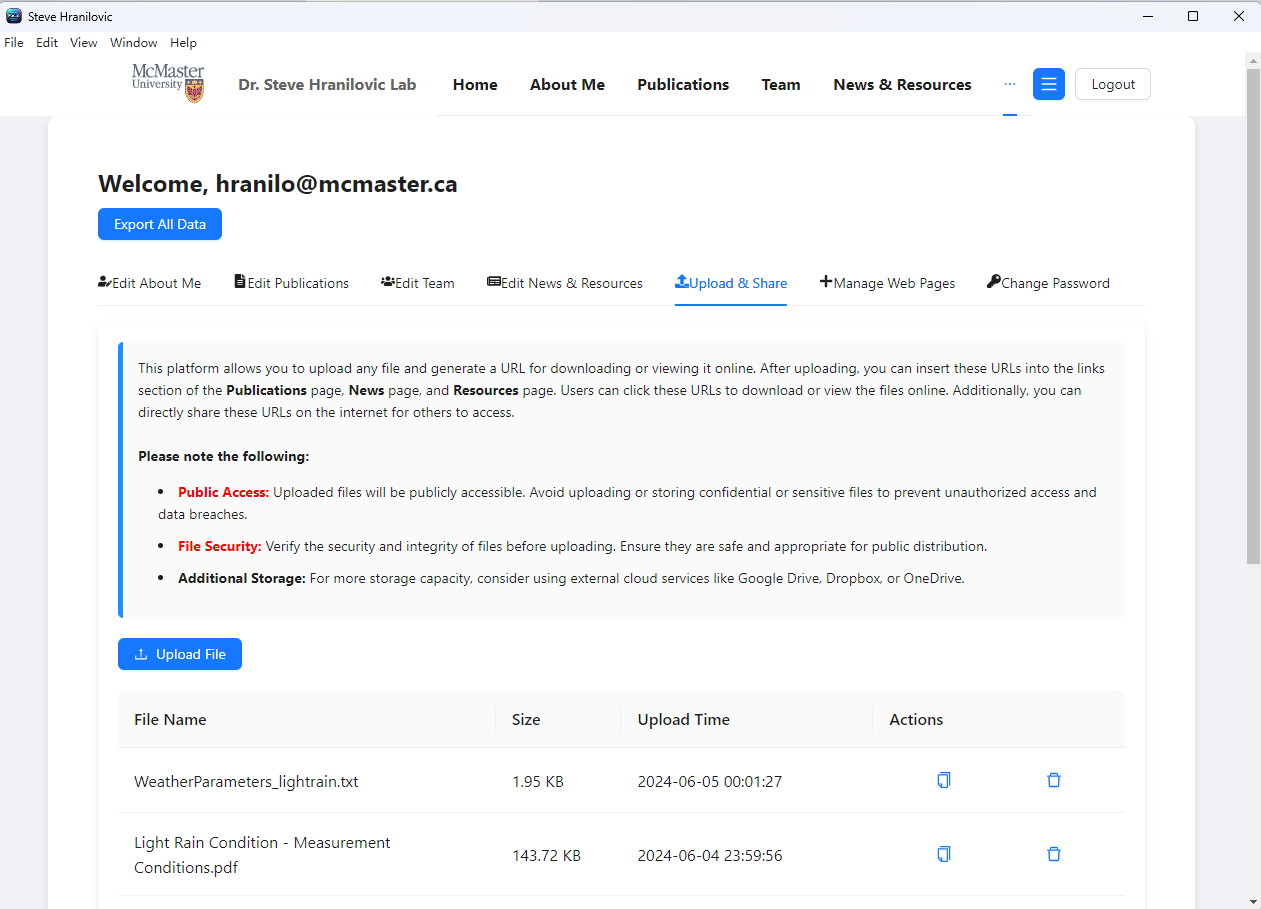 Steve Hranilovic
File Edit View Window Help
McMaster
University
Dr. Steve Hranilovic Lab Home About Me Publications Team News & Resources ··· Logout
Welcome, hranilo@mcmaster.ca
Export All Data
Edit About Me Edit Publications Edit Team Edit News & Resources Upload & Share Manage Web Pages Change Password
This platform allows you to upload any file and generate a URL for downloading or viewing it online. After uploading, you can insert these URLs into the links
section of the Publications page, News page, and Resources page. Users can click these URLs to download or view the files online. Additionally, you can
directly share these URLs on the internet for others to access.
Please note the following:
• Public Access: Uploaded files will be publicly accessible. Avoid uploading or storing confidential or sensitive files to prevent unauthorized access and
data breaches.
• File Security: Verify the security and integrity of files before uploading. Ensure they are safe and appropriate for public distribution.
• Additional Storage: For more storage capacity, consider using external cloud services like Google Drive, Dropbox, or OneDrive.
Upload File
File Name Size Upload Time Actions
WeatherParameters_lightrain.txt 1.95 KB 2024-06-05 00:01:27
Light Rain Condition - Measurement
Conditions.pdf 143.72 KB 2024-06-04 23:59:56